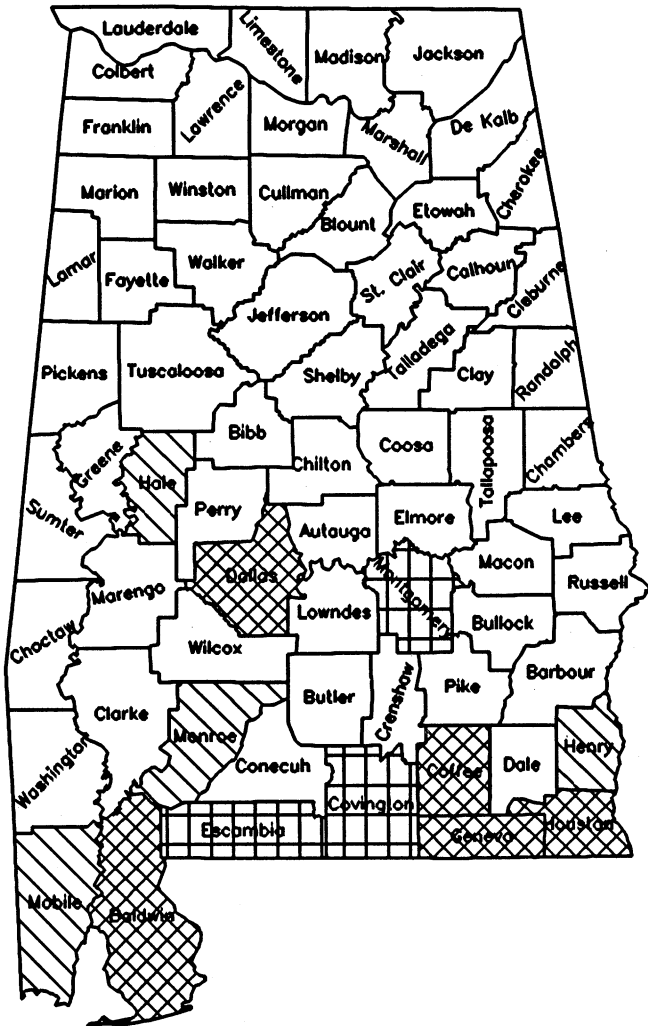 Lauderdale
Limestone
Madison
Jackson
Colbert
Lawrence
Franklin
Morgan
Marshall
De Kalb
Cherokee
Marion
Winston
Cullman
Blount
Etowah
Lamar
Fayette
Walker
St. Clair
Calhoun
Cleburne
Jefferson
Pickens
Tuscaloosa
Shelby
Talladega
Clay
Randolph
Greene
Bibb
Chilton
Coosa
Tallapoosa
Chambers
Hale
Sumter
Perry
Autauga
Elmore
Lee
Dallas
Montgomery
Macon
Russell
Marengo
Choctaw
Lowndes
Bullock
Wilcox
Clarke
Butler
Crenshaw
Pike
Barbour
Washington
Monroe
Conecuh
Coffee
Dale
Henry
Covington
Escambia
Geneva
Houston
Mobile
Baldwin